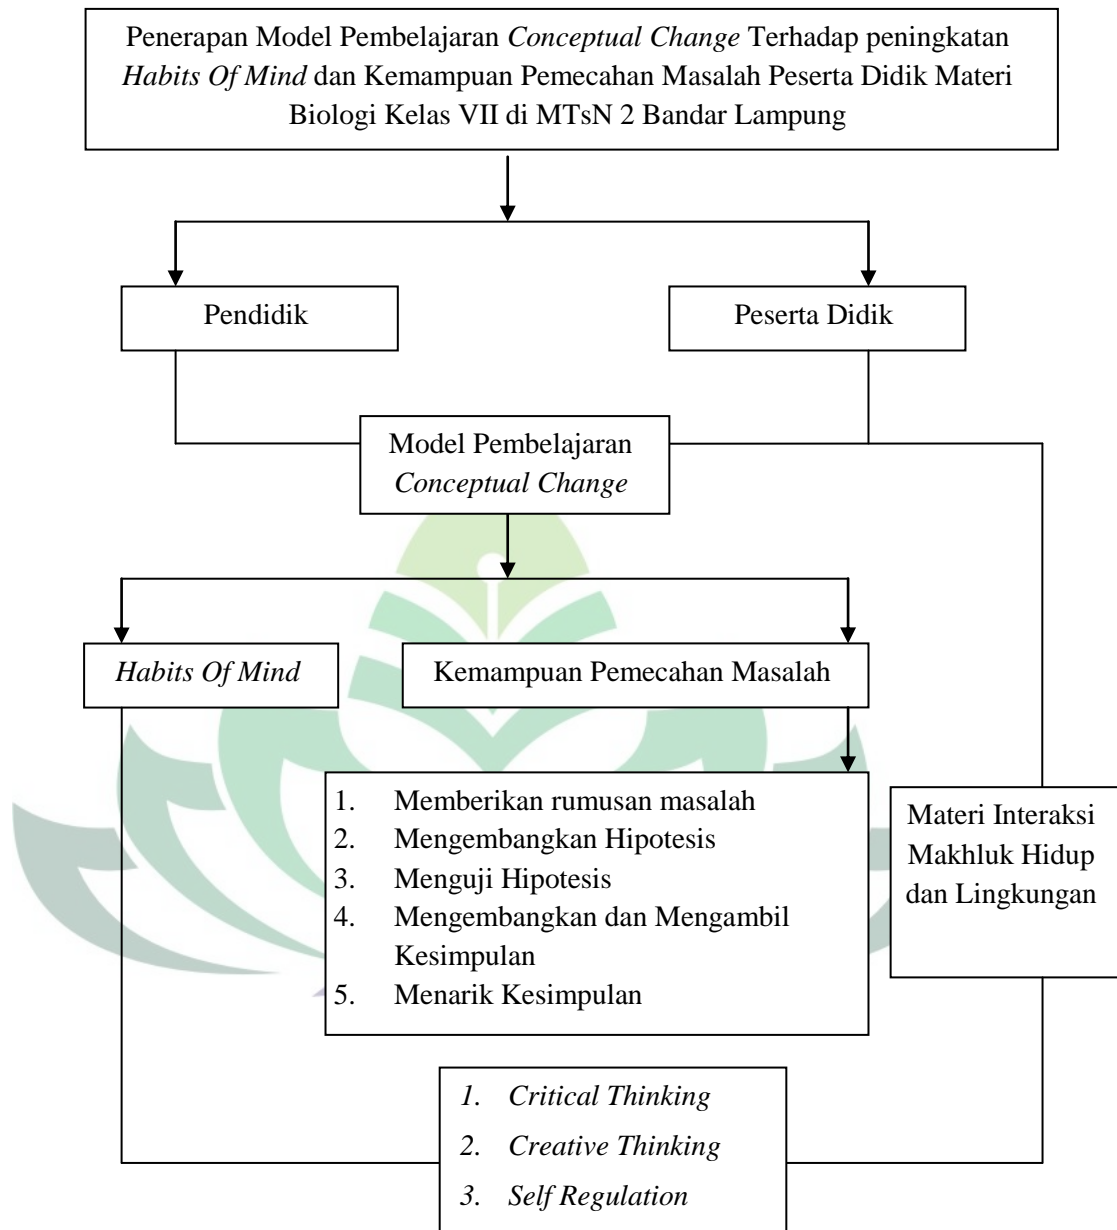 Penerapan Model Pembelajaran Conceptual Change Terhadap peningkatan
Habits Of Mind dan Kemampuan Pemecahan Masalah Peserta Didik Materi
Biologi Kelas VII di MTsN 2 Bandar Lampung
Pendidik
Peserta Didik
Model Pembelajaran
Conceptual Change
Habits Of Mind
Kemampuan Pemecahan Masalah
1. Memberikan rumusan masalah
2. Mengembangkan Hipotesis
3. Menguji Hipotesis
4. Mengembangkan dan Mengambil
Kesimpulan
5. Menarik Kesimpulan
Materi Interaksi
Makhluk Hidup
dan Lingkungan
1. Critical Thinking
2. Creative Thinking
3. Self Regulation